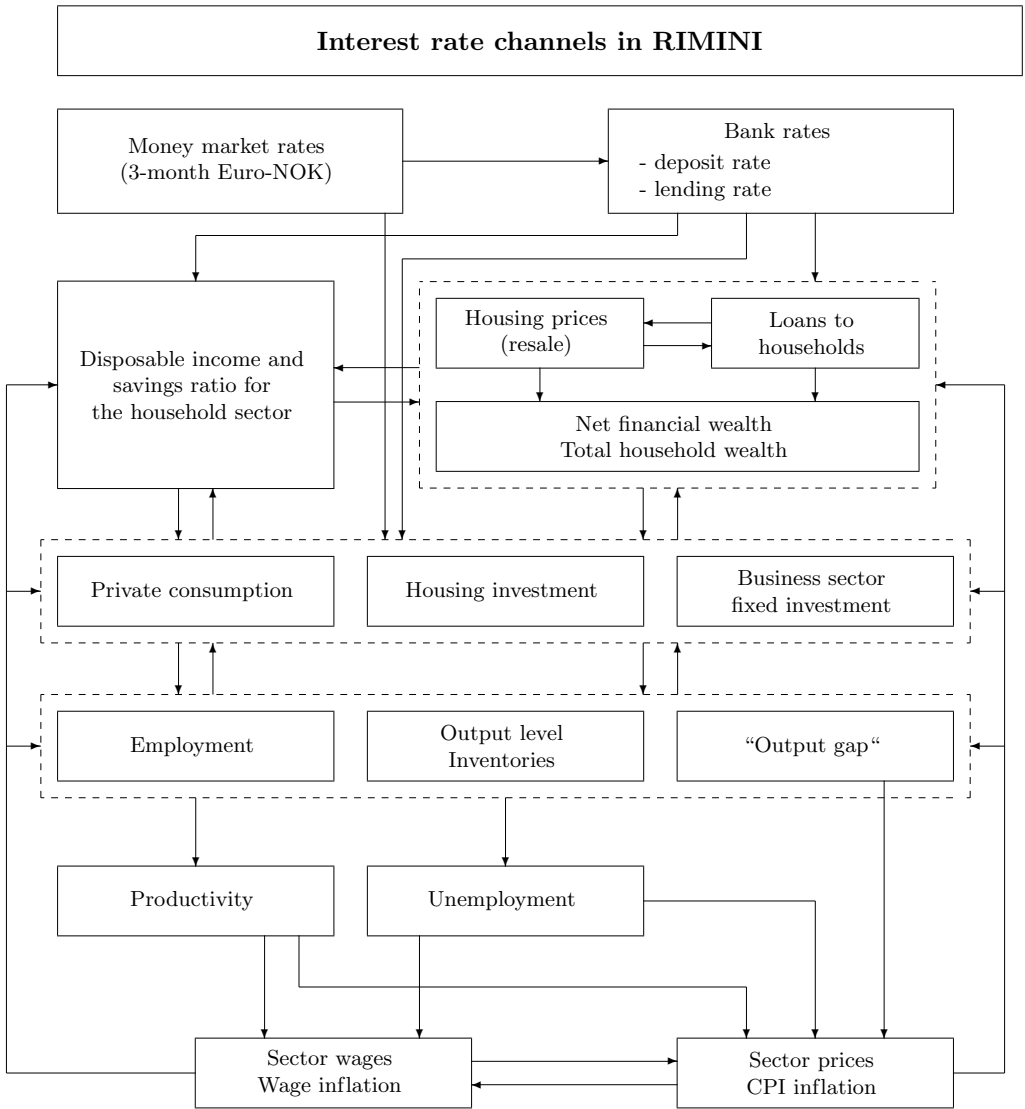 Interest rate channels in RIMINI
Money market rates
(3-month Euro-NOK)
Bank rates
- deposit rate
- lending rate
Disposable income and
savings ratio for
the household sector
Housing prices
(resale)
Loans to
households
Net financial wealth
Total household wealth
Private consumption
Housing investment
Business sector
fixed investment
Employment
Output level
Inventories
“Output gap“
Productivity
Unemployment
Sector wages
Wage inflation
Sector prices
CPI inflation